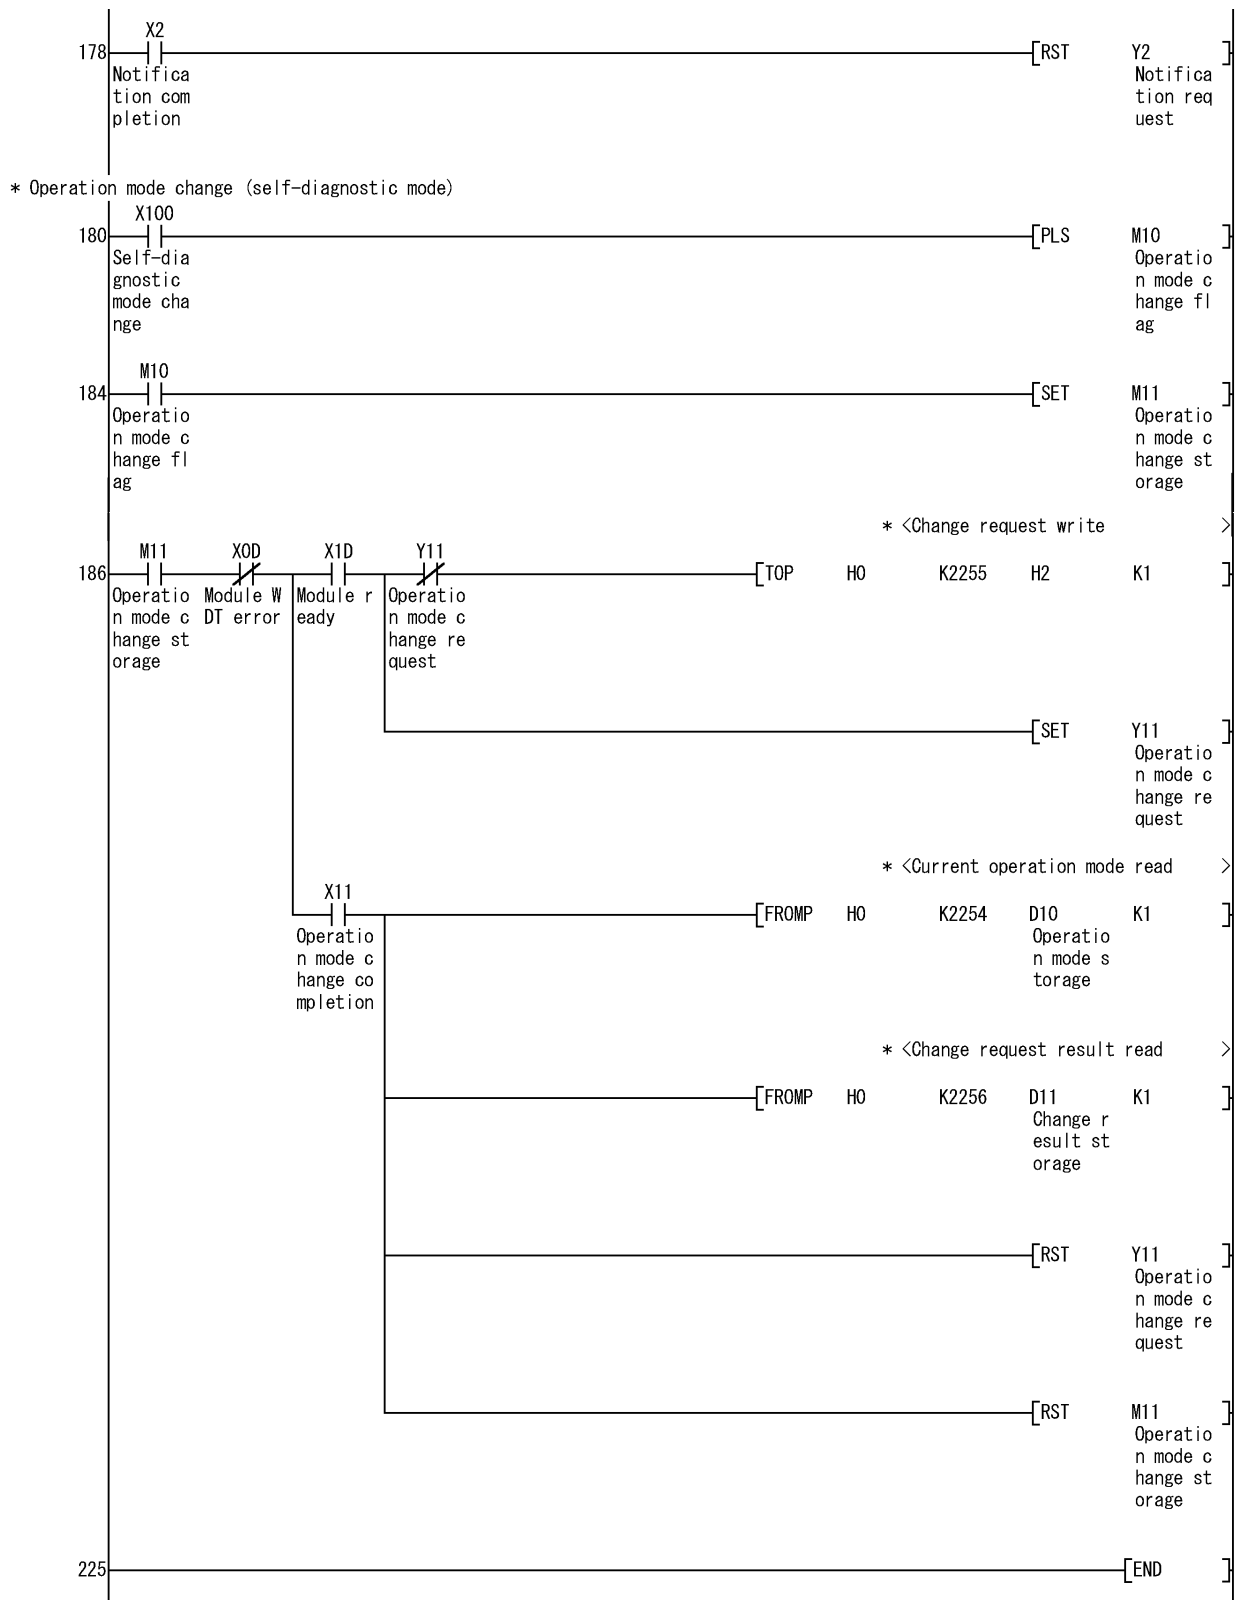 X2
178 [RST Y2 ]
Notifica Notifica
tion com tion req
pletion uest
* Operation mode change (self-diagnostic mode)
X100
180 [PLS M10 ]
Self-dia Operatio
gnostic n mode c
mode cha hange fl
nge ag
M10
184 [SET M11 ]
Operatio Operatio
n mode c n mode c
hange fl hange st
ag orage
* <Change request write >
M11 X0D X1D Y11
186 [TOP H0 K2255 H2 K1 ]
Operatio Module W Module r Operatio
n mode c DT error eady n mode c
hange st hange re
orage quest
[SET Y11 ]
Operatio
n mode c
hange re
quest
* <Current operation mode read >
X11
[FROMP H0 K2254 D10 K1 ]
Operatio Operatio
n mode c n mode s
hange co torage
mpletion
* <Change request result read >
[FROMP H0 K2256 D11 K1 ]
Change r
esult st
orage
[RST Y11 ]
Operatio
n mode c
hange re
quest
[RST M11 ]
Operatio
n mode c
hange st
orage
225 [END ]